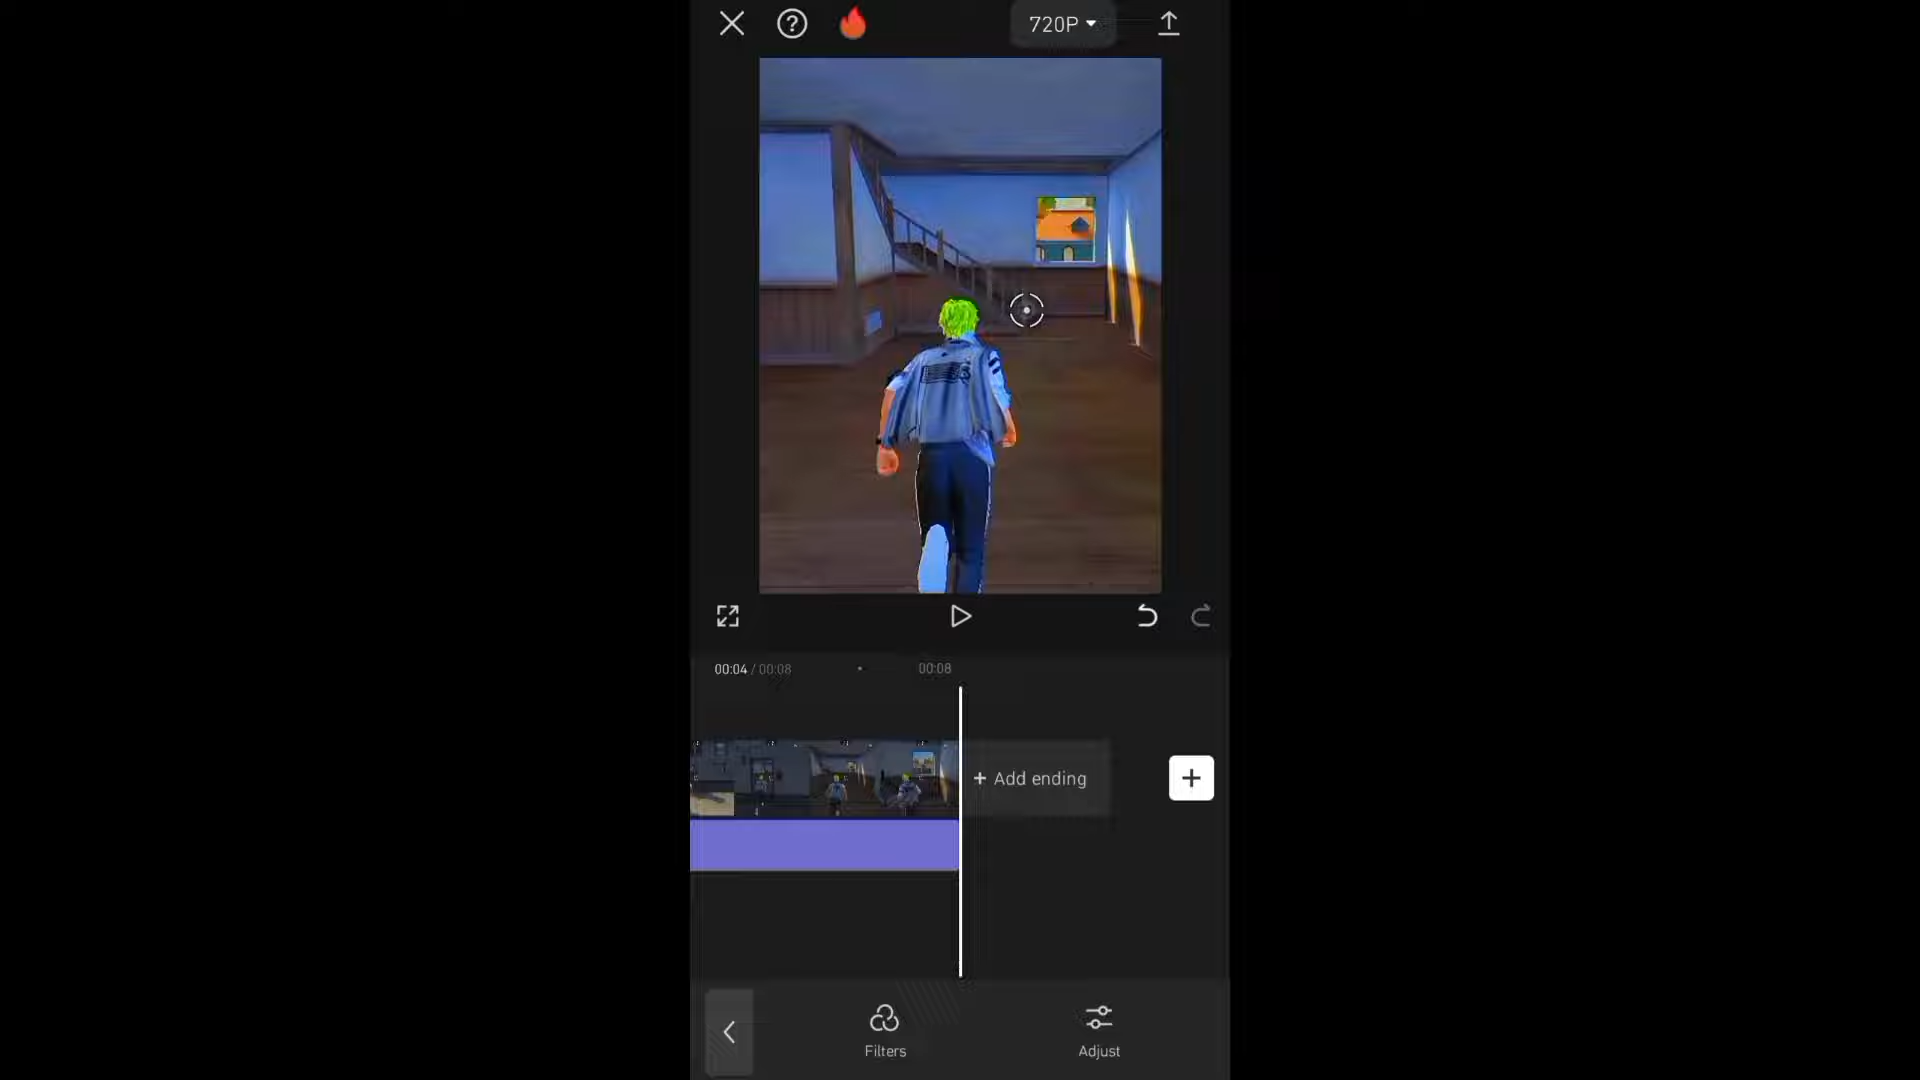 720P
00:04 / 00:08
00:08
+ Add ending
Filters
Adjust